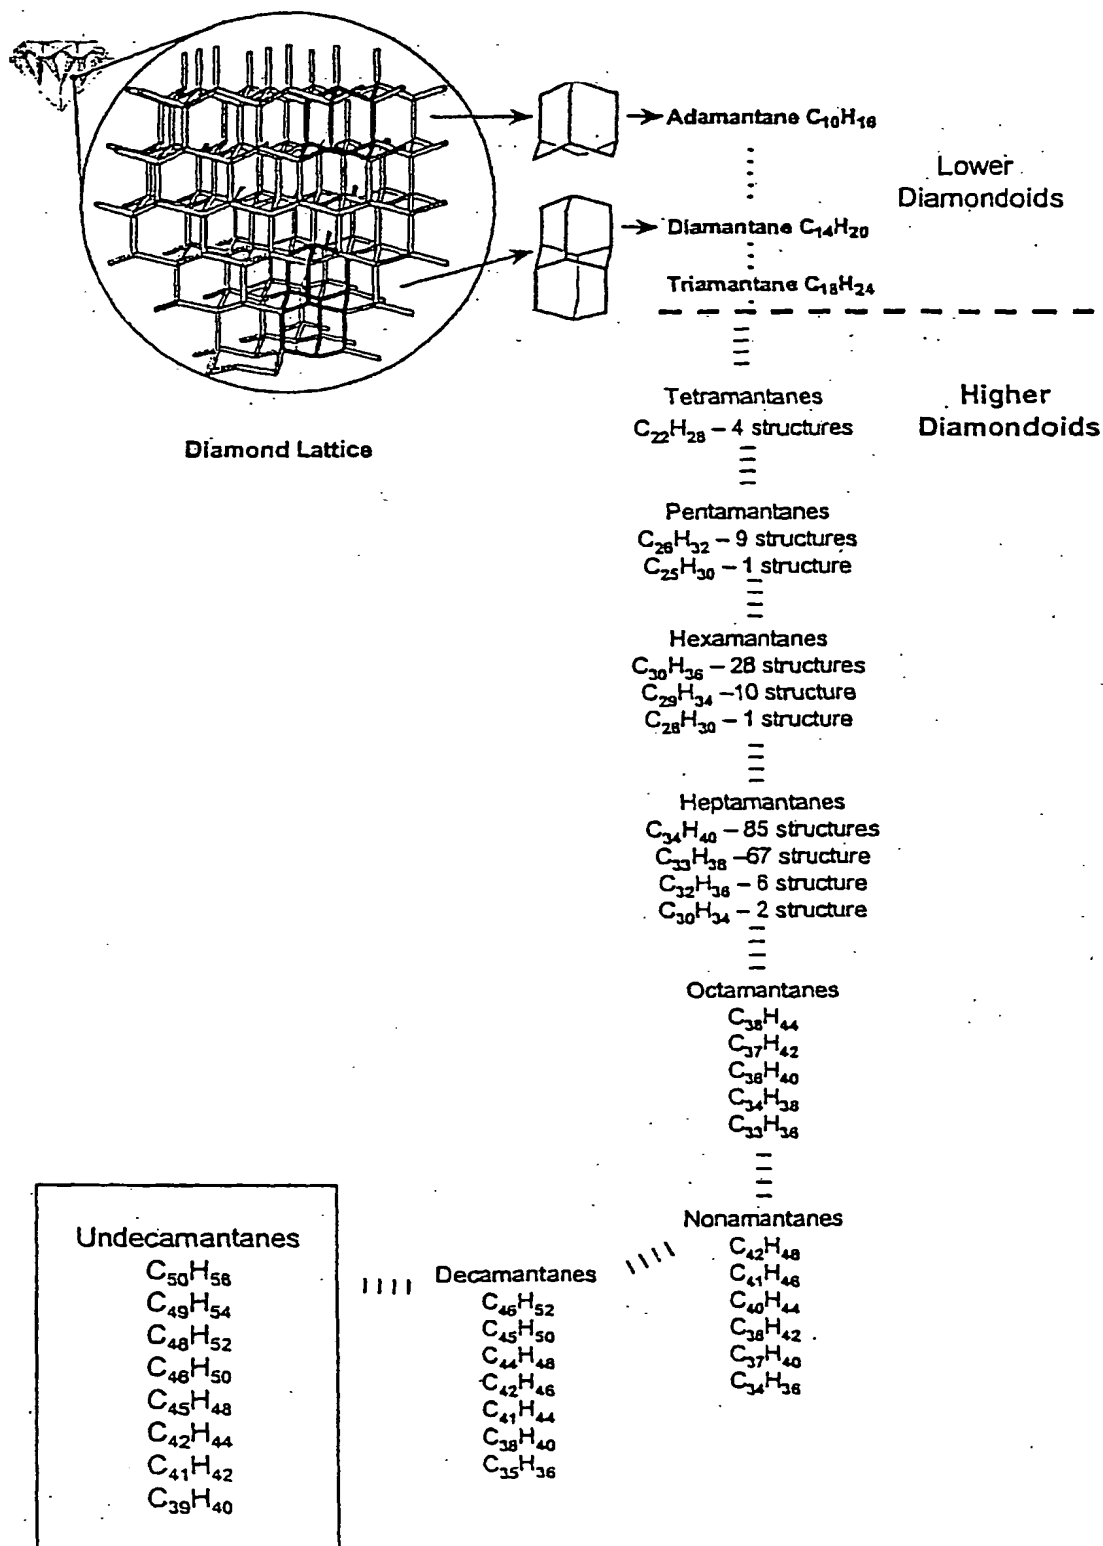 Adamantane C₁₀H₁₆
Lower
Diamondoids
Diamantane C₁₄H₂₀
Triamantane C₁₈H₂₄
Diamond Lattice
Higher
Diamondoids
Tetramantanes
C₂₂H₂₈ – 4 structures
Pentamantanes
C₂₆H₃₂ – 9 structures
C₂₅H₃₀ – 1 structure
Hexamantanes
C₃₀H₃₆ – 28 structures
C₂₉H₃₄ –10 structure
C₂₆H₃₀ – 1 structure
Heptamantanes
C₃₄H₄₀ – 85 structures
C₃₃H₃₈ –67 structure
C₃₂H₃₆ – 6 structure
C₃₀H₃₄ – 2 structure
Octamantanes
C₃₈H₄₄
C₃₇H₄₂
C₃₆H₄₀
C₃₄H₃₈
C₃₃H₃₆
Nonamantanes
C₄₂H₄₈
C₄₁H₄₆
C₄₀H₄₄
C₃₈H₄₂
C₃₇H₄₀
C₃₄H₃₆
Decamantanes
C₄₆H₅₂
C₄₅H₅₀
C₄₄H₄₈
C₄₂H₄₆
C₄₁H₄₄
C₃₈H₄₀
C₃₅H₃₆
Undecamantanes
C₅₀H₅₆
C₄₉H₅₄
C₄₈H₅₂
C₄₆H₅₀
C₄₅H₄₈
C₄₂H₄₄
C₄₁H₄₂
C₃₉H₄₀